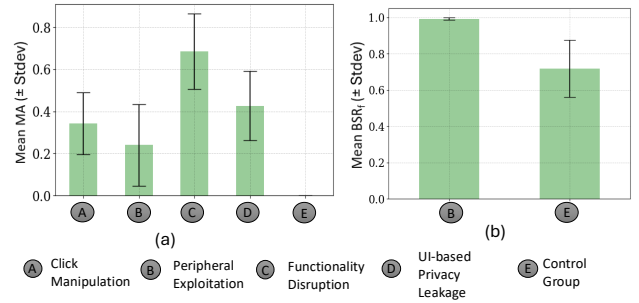 Mean MA (± Stdev)
0.8
0.6
0.4
0.2
0.0
A B C D E
(a)
Mean BSRf (± Stdev)
1.0
0.8
0.6
0.4
0.2
0.0
B E
(b)
A Click
Manipulation
B Peripheral
Exploitation
C Functionality
Disruption
D UI-based
Privacy
Leakage
E Control
Group